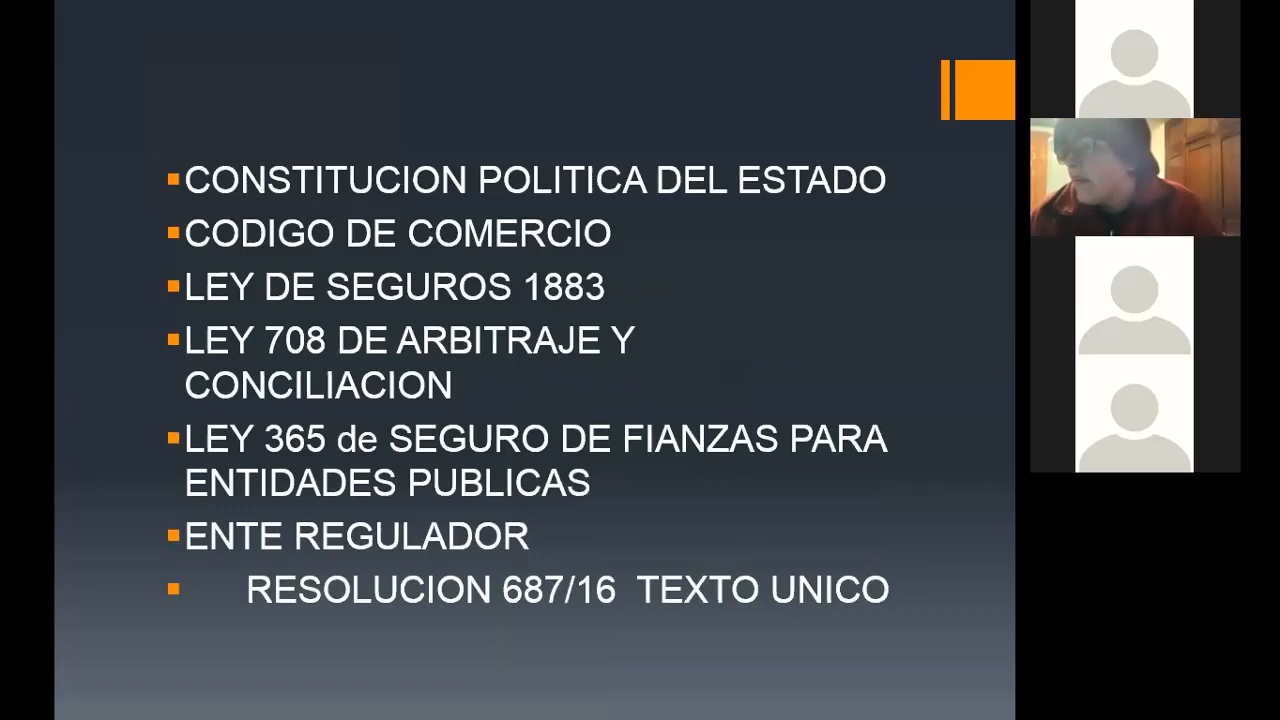 CONSTITUCION POLITICA DEL ESTADO
CODIGO DE COMERCIO
LEY DE SEGUROS 1883
LEY 708 DE ARBITRAJE Y
CONCILIACION
LEY 365 de SEGURO DE FIANZAS PARA
ENTIDADES PUBLICAS
ENTE REGULADOR
RESOLUCION 687/16 TEXTO UNICO